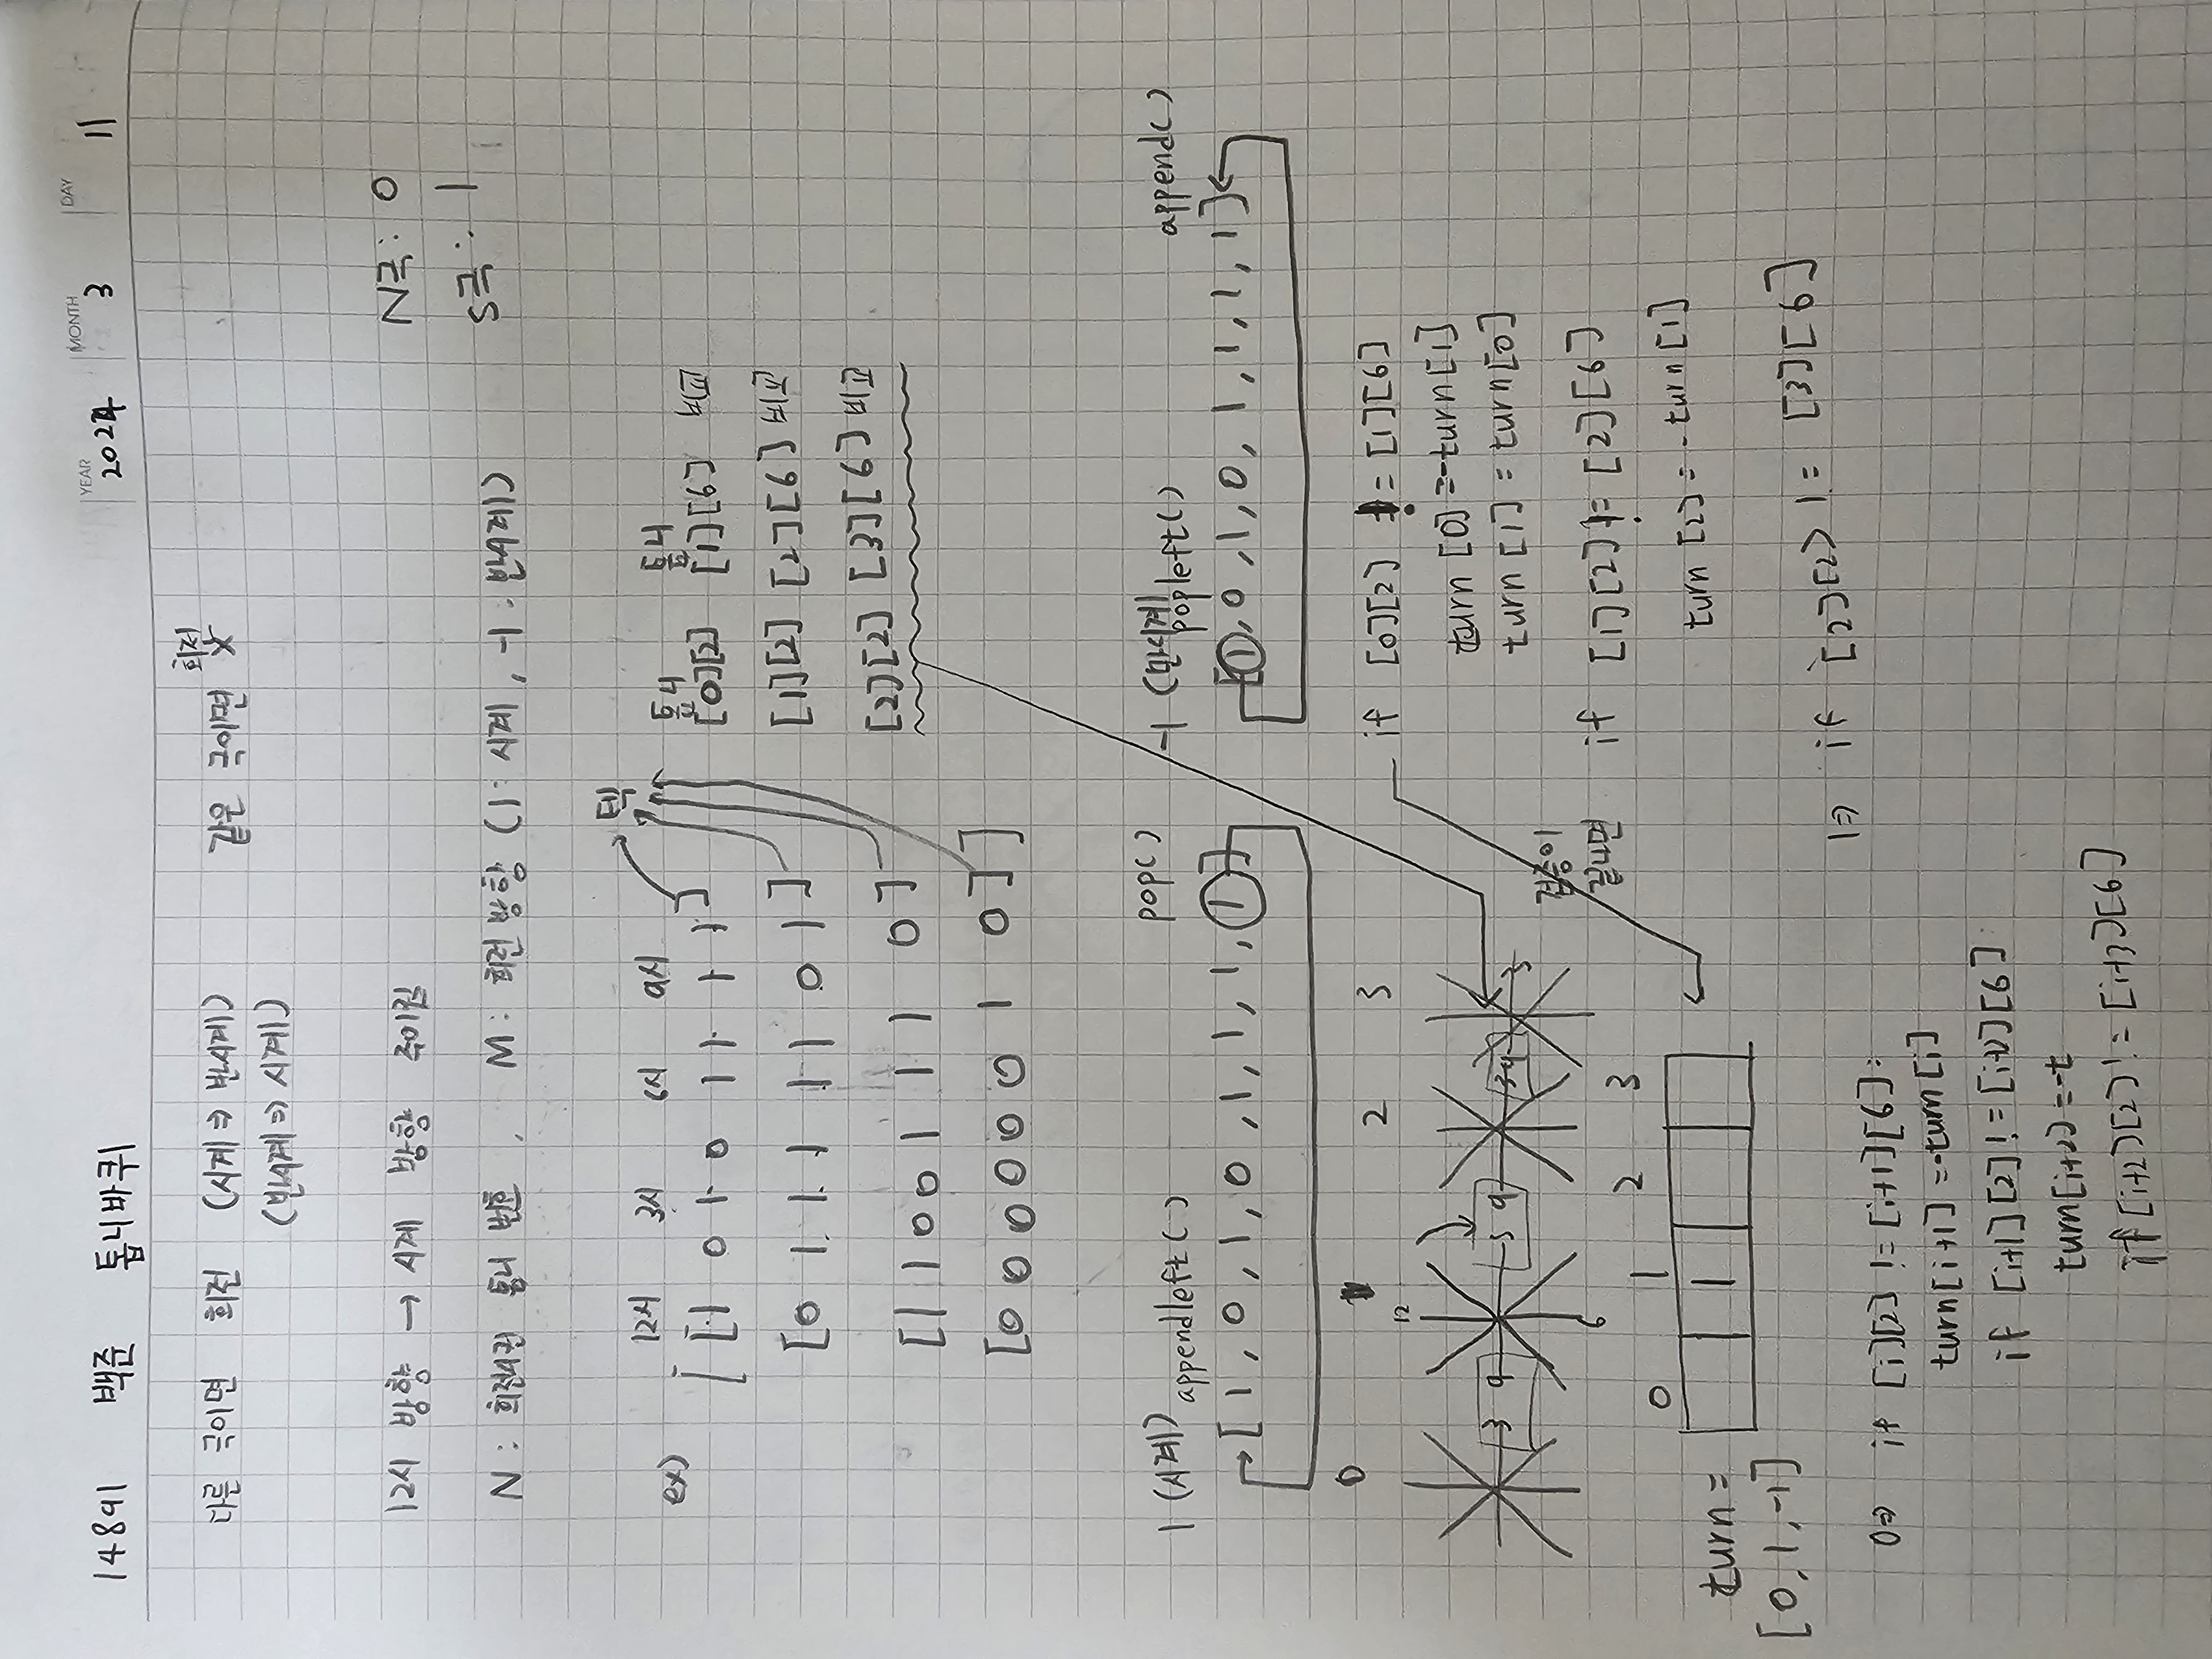 14891 백준 톱니바퀴
YEAR 2024 MONTH 3 DAY 11
다른 극이면 회전 (시계 ⇒ 반시계) 같은 극이면 회전 X
(반시계 ⇒ 시계)
12시 방향 → 시계 방향 주어짐
N극: 0
S극: 1
N : 회전시킨 톱니 번호, M : 회전 방향 (1 : 시계, -1 : 반시계)
덱
ex) 12시 3시 6시 9시
[ [1 0 1 0 1 1 1 1]
[0 1 1 1 1 1 0 1]
[1 1 0 0 1 1 1 0]
[0 0 0 0 0 0 1 0] ]
톱니 톱니
[0][2] [1][6] 비교
[1][2] [2][6] 비교
[2][2] [3][6] 비교
1 (시계) appendleft() pop()
[1, 0, 1, 0, 1, 1, 1, 1]
-1 (반시계) popleft() append()
[1, 0, 1, 0, 1, 1, 1, 1]
0 1 2 3
12
3 9 3 9 3 9 3
6
0 1 2 3
turn = 1
[0, 1, -1]
검증이
끝나면
if [0][2] != [1][6]
turn [0] = -turn [1]
turn [1] = turn[0]
if [1][2] != [2][6]
turn [2] = -turn [1]
1⇒ if [2][2] != [3][6]
0⇒ if [i][2] != [i+1][6]:
turn[i+1] = -turn[i]
if [i+1][2] != [i+2][6]
turn[i+2] = -t
if [i+2][2] != [i+3][6]